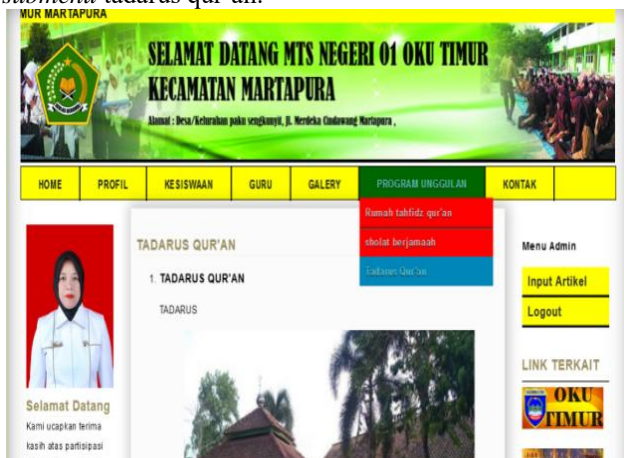 submenu tadarus qur'an.
MUR MARTAPURA
SELAMAT DATANG MTS NEGERI 01 OKU TIMUR
KECAMATAN MARTAPURA
Alamat : Desa/Kelurahan paku sengkunyit, Jl. Merdeka Cindawang Martapura ,
HOME PROFIL KESISWAAN GURU GALERY PROGRAM UNGGULAN KONTAK
Rumah tahfidz qur'an
sholat berjamaah
Tadarus Qur'an
TADARUS QUR'AN
1. TADARUS QUR'AN
TADARUS
Selamat Datang
Kami ucapkan terima
kasih atas partisipasi
Menu Admin
Input Artikel
Logout
LINK TERKAIT
OKU
TIMUR